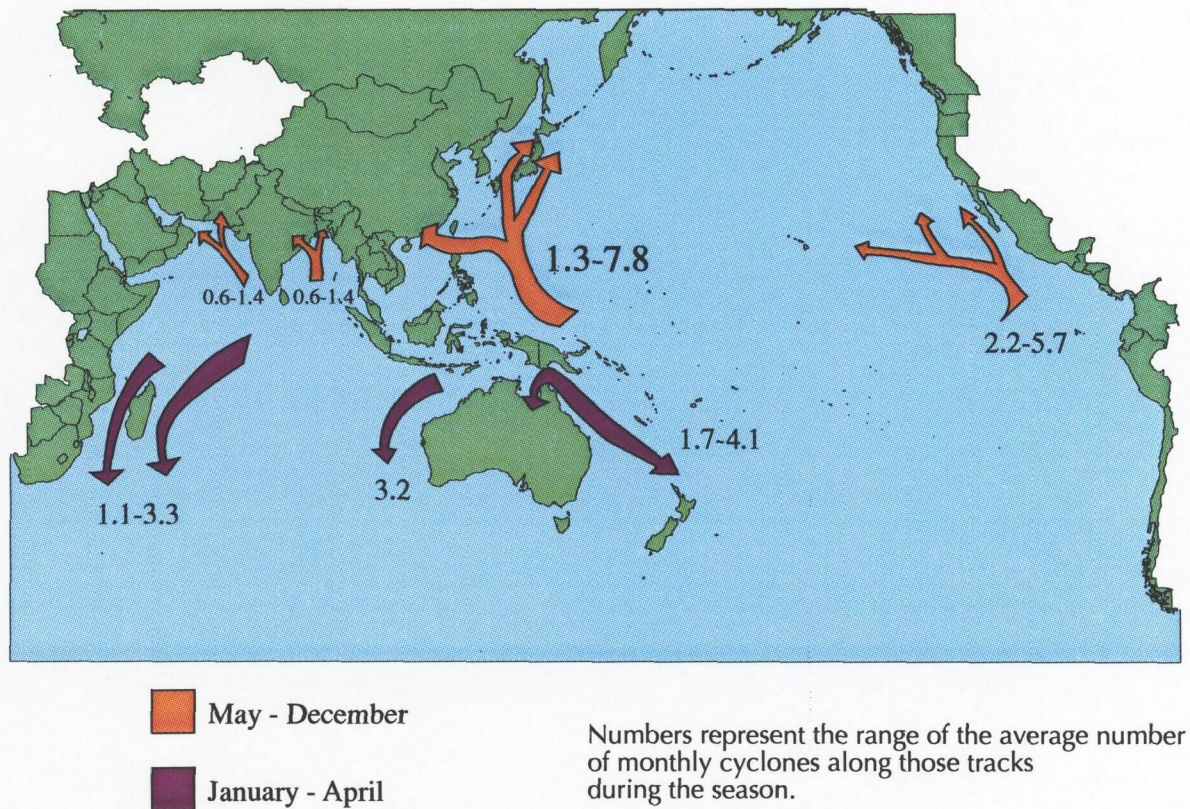 1.3-7.8
0.6-1.4
0.6-1.4
2.2-5.7
1.7-4.1
3.2
1.1-3.3
May - December
January - April
Numbers represent the range of the average number
of monthly cyclones along those tracks
during the season.